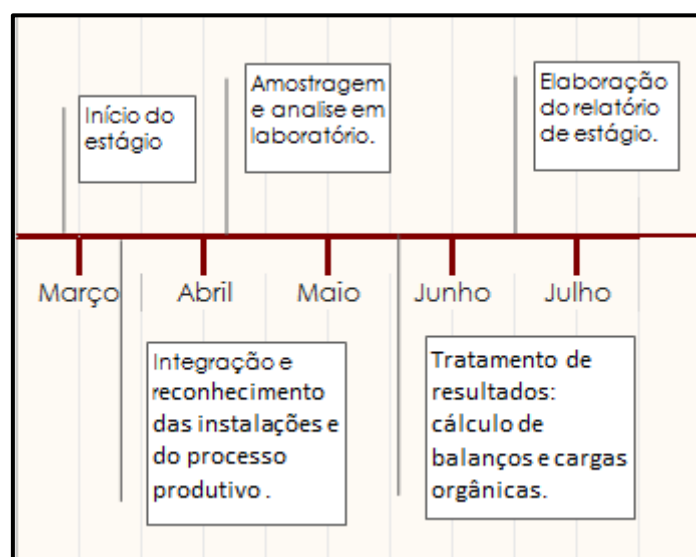 Início do
estágio
Amostragem
e analise em
laboratório.
Elaboração
do relatório
de estágio.
Março
Abril
Maio
Junho
Julho
Integração e
reconhecimento
das instalações e
do processo
produtivo .
Tratamento de
resultados:
cálculo de
balanços e cargas
orgânicas.